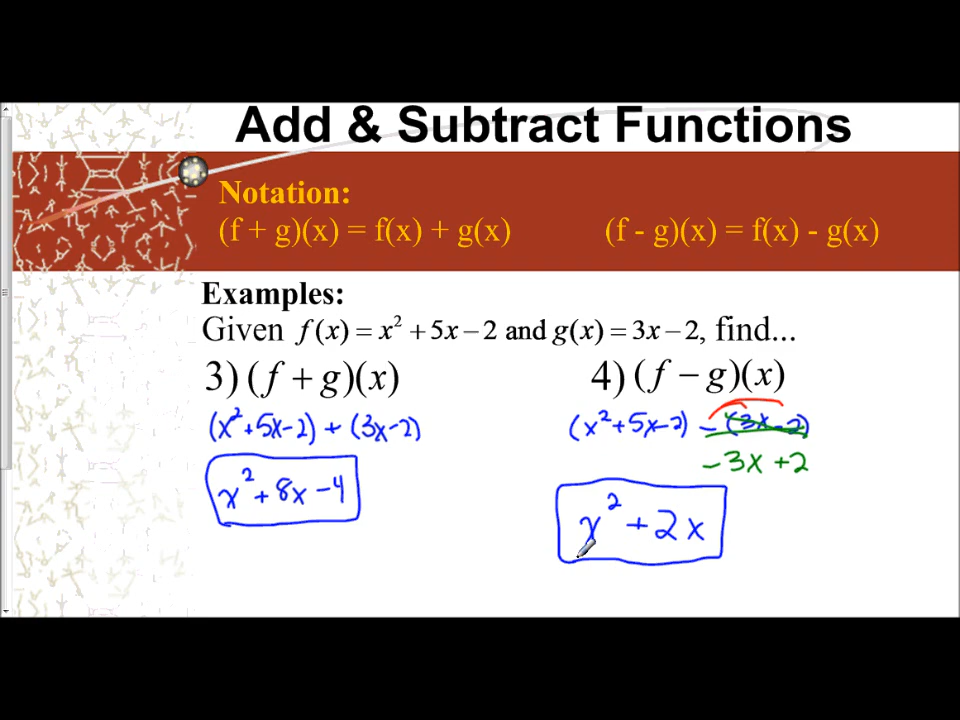 Add & Subtract Functions
Notation:
(f + g)(x) = f(x) + g(x) (f - g)(x) = f(x) - g(x)
Examples:
Given f(x) = x² + 5x − 2 and g(x) = 3x − 2, find...
3) (f + g)(x) 4) (f − g)(x)
(x²+5x-2) + (3x-2) (x²+5x-2) - (3x-2)
-3x +2
x² + 8x - 4
x² + 2x